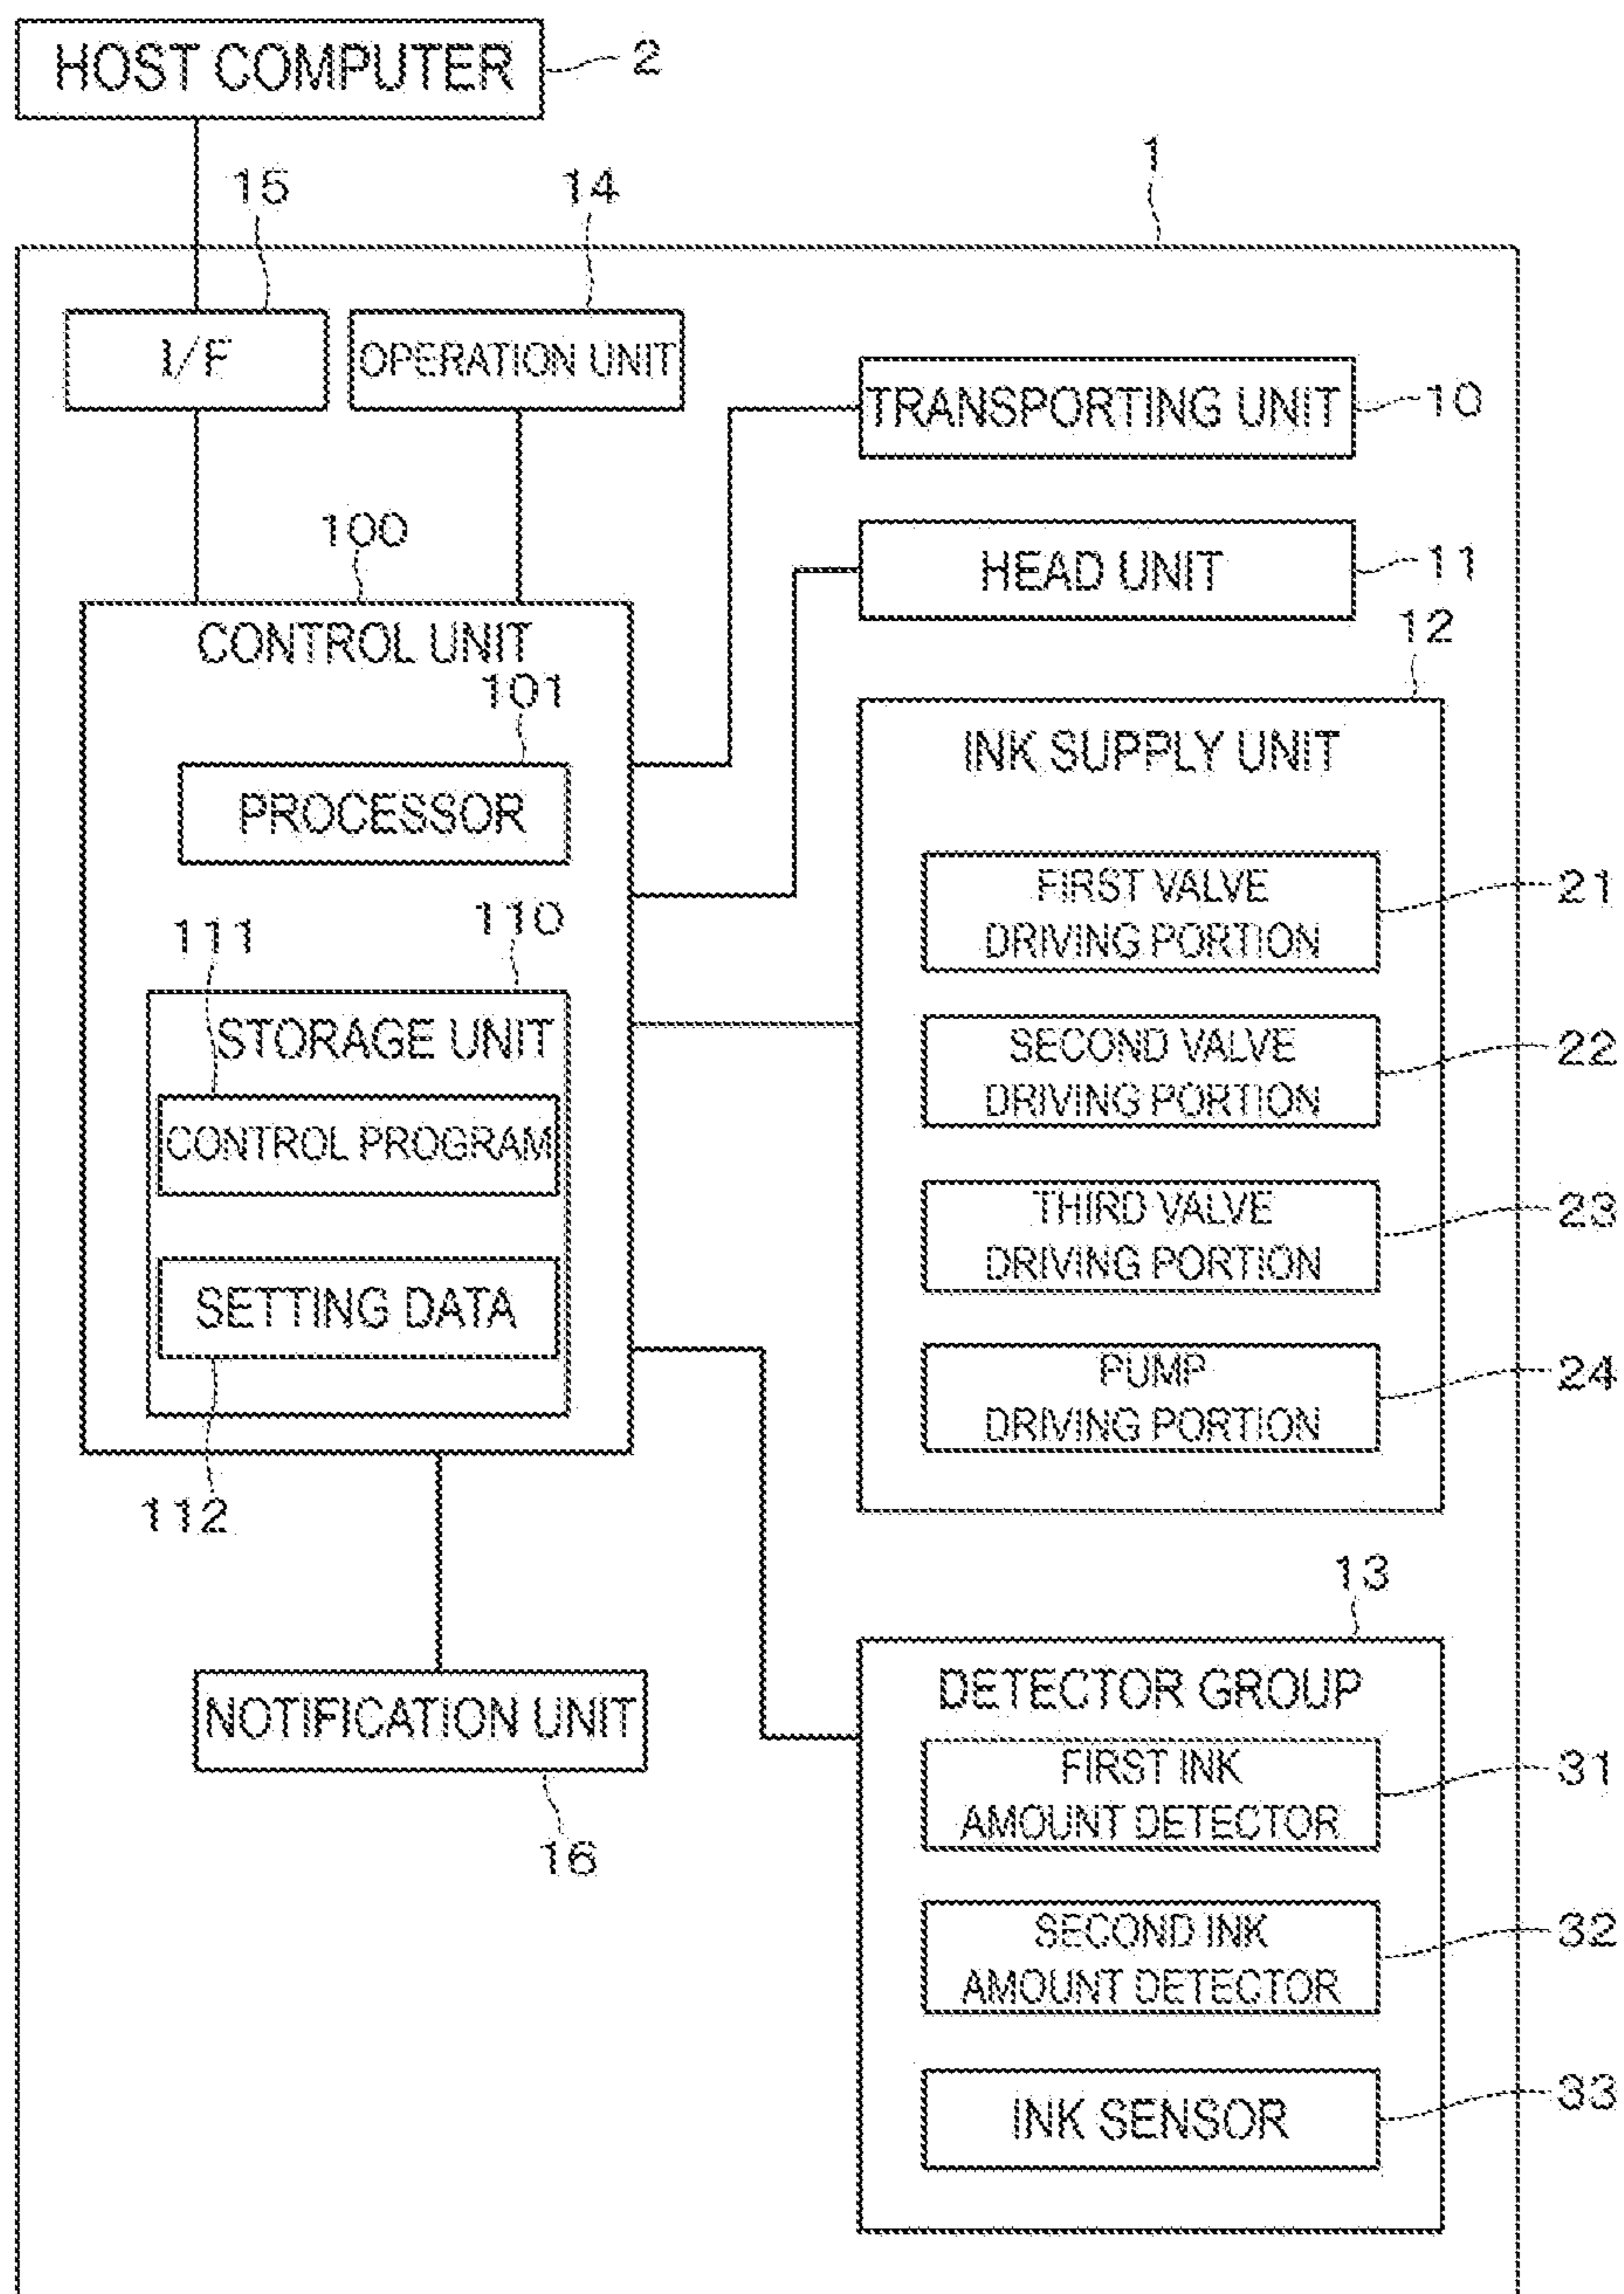 HOST COMPUTER
2
1
15
14
I/F
OPERATION UNIT
TRANSPORTING UNIT
10
100
HEAD UNIT
11
CONTROL UNIT
12
101
PROCESSOR
INK SUPPLY UNIT
FIRST VALVE
DRIVING PORTION
21
111
110
STORAGE UNIT
SECOND VALVE
DRIVING PORTION
22
CONTROL PROGRAM
THIRD VALVE
DRIVING PORTION
23
SETTING DATA
PUMP
DRIVING PORTION
24
112
13
NOTIFICATION UNIT
16
DETECTOR GROUP
FIRST INK
AMOUNT DETECTOR
31
SECOND INK
AMOUNT DETECTOR
32
INK SENSOR
33